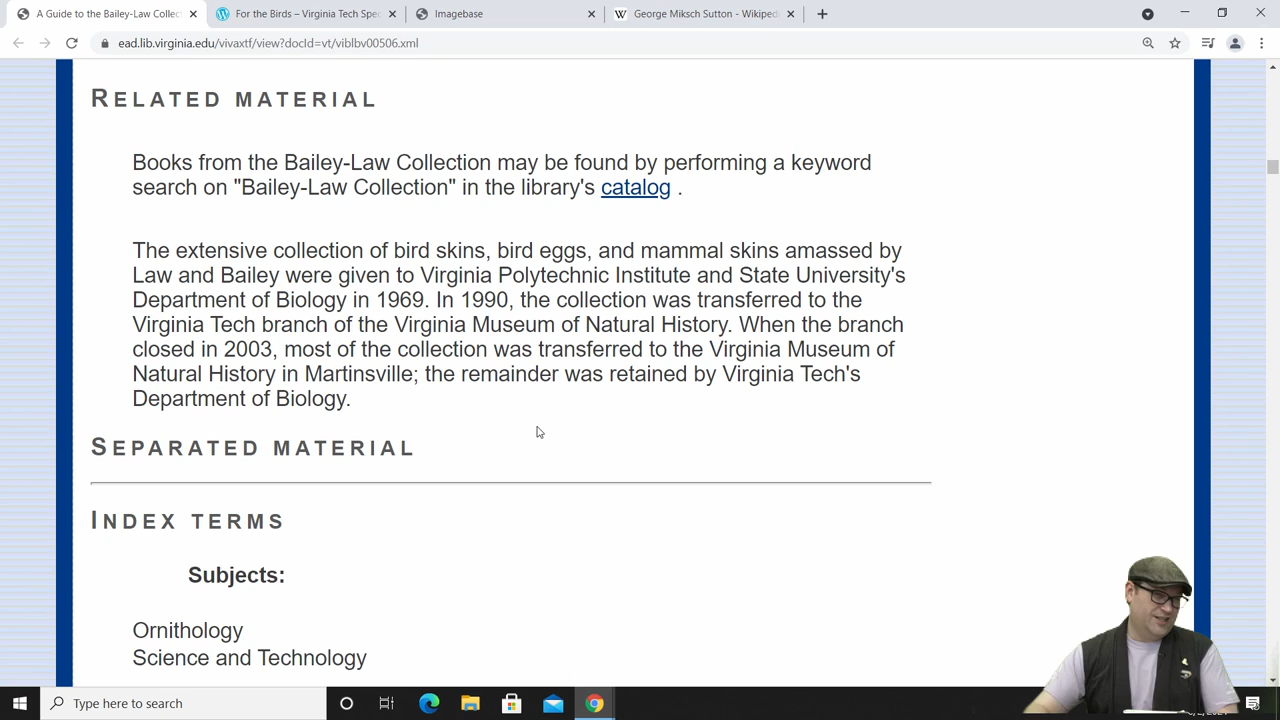 A Guide to the Bailey-Law Collec
For the Birds – Virginia Tech Spec
Imagebase
George Miksch Sutton - Wikiped
ead.lib.virginia.edu/vivaxtf/view?docId=vt/viblbv00506.xml
RELATED MATERIAL
Books from the Bailey-Law Collection may be found by performing a keyword
search on "Bailey-Law Collection" in the library's catalog .
The extensive collection of bird skins, bird eggs, and mammal skins amassed by
Law and Bailey were given to Virginia Polytechnic Institute and State University's
Department of Biology in 1969. In 1990, the collection was transferred to the
Virginia Tech branch of the Virginia Museum of Natural History. When the branch
closed in 2003, most of the collection was transferred to the Virginia Museum of
Natural History in Martinsville; the remainder was retained by Virginia Tech's
Department of Biology.
SEPARATED MATERIAL
INDEX TERMS
Subjects:
Ornithology
Science and Technology
Type here to search